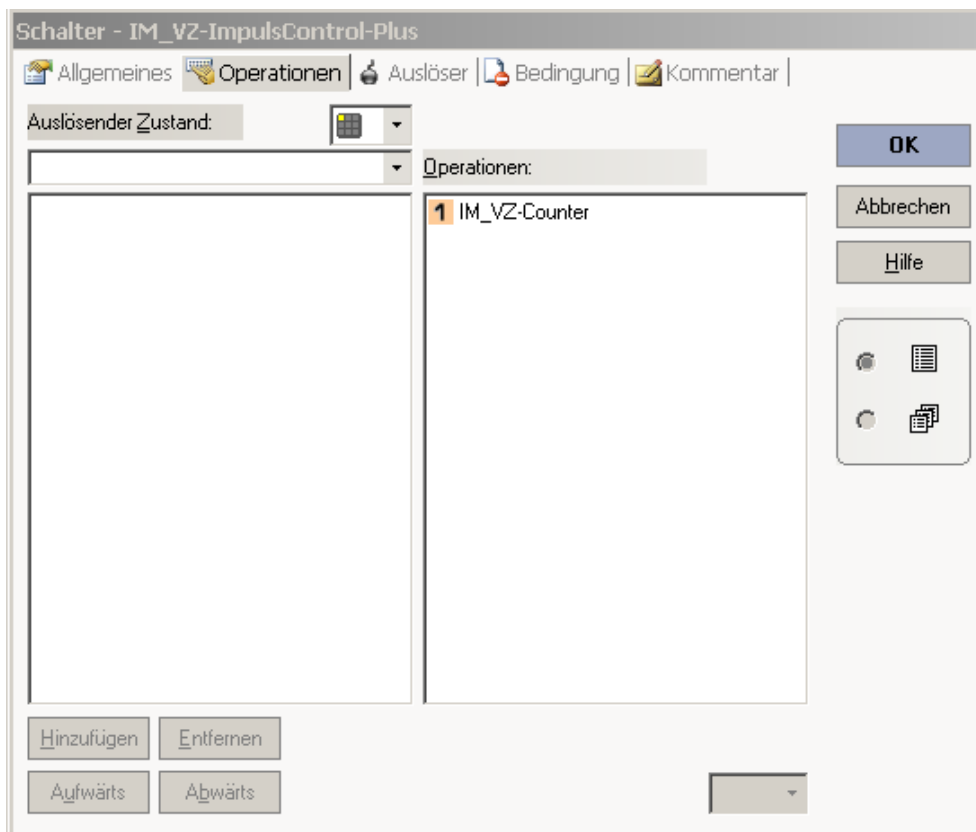 Schalter - IM_VZ-ImpulsControl-Plus
Allgemeines Operationen Auslöser Bedingung Kommentar
Auslösender Zustand:
Operationen:
1 IM_VZ-Counter
OK
Abbrechen
Hilfe
Hinzufügen Entfernen
Aufwärts Abwärts